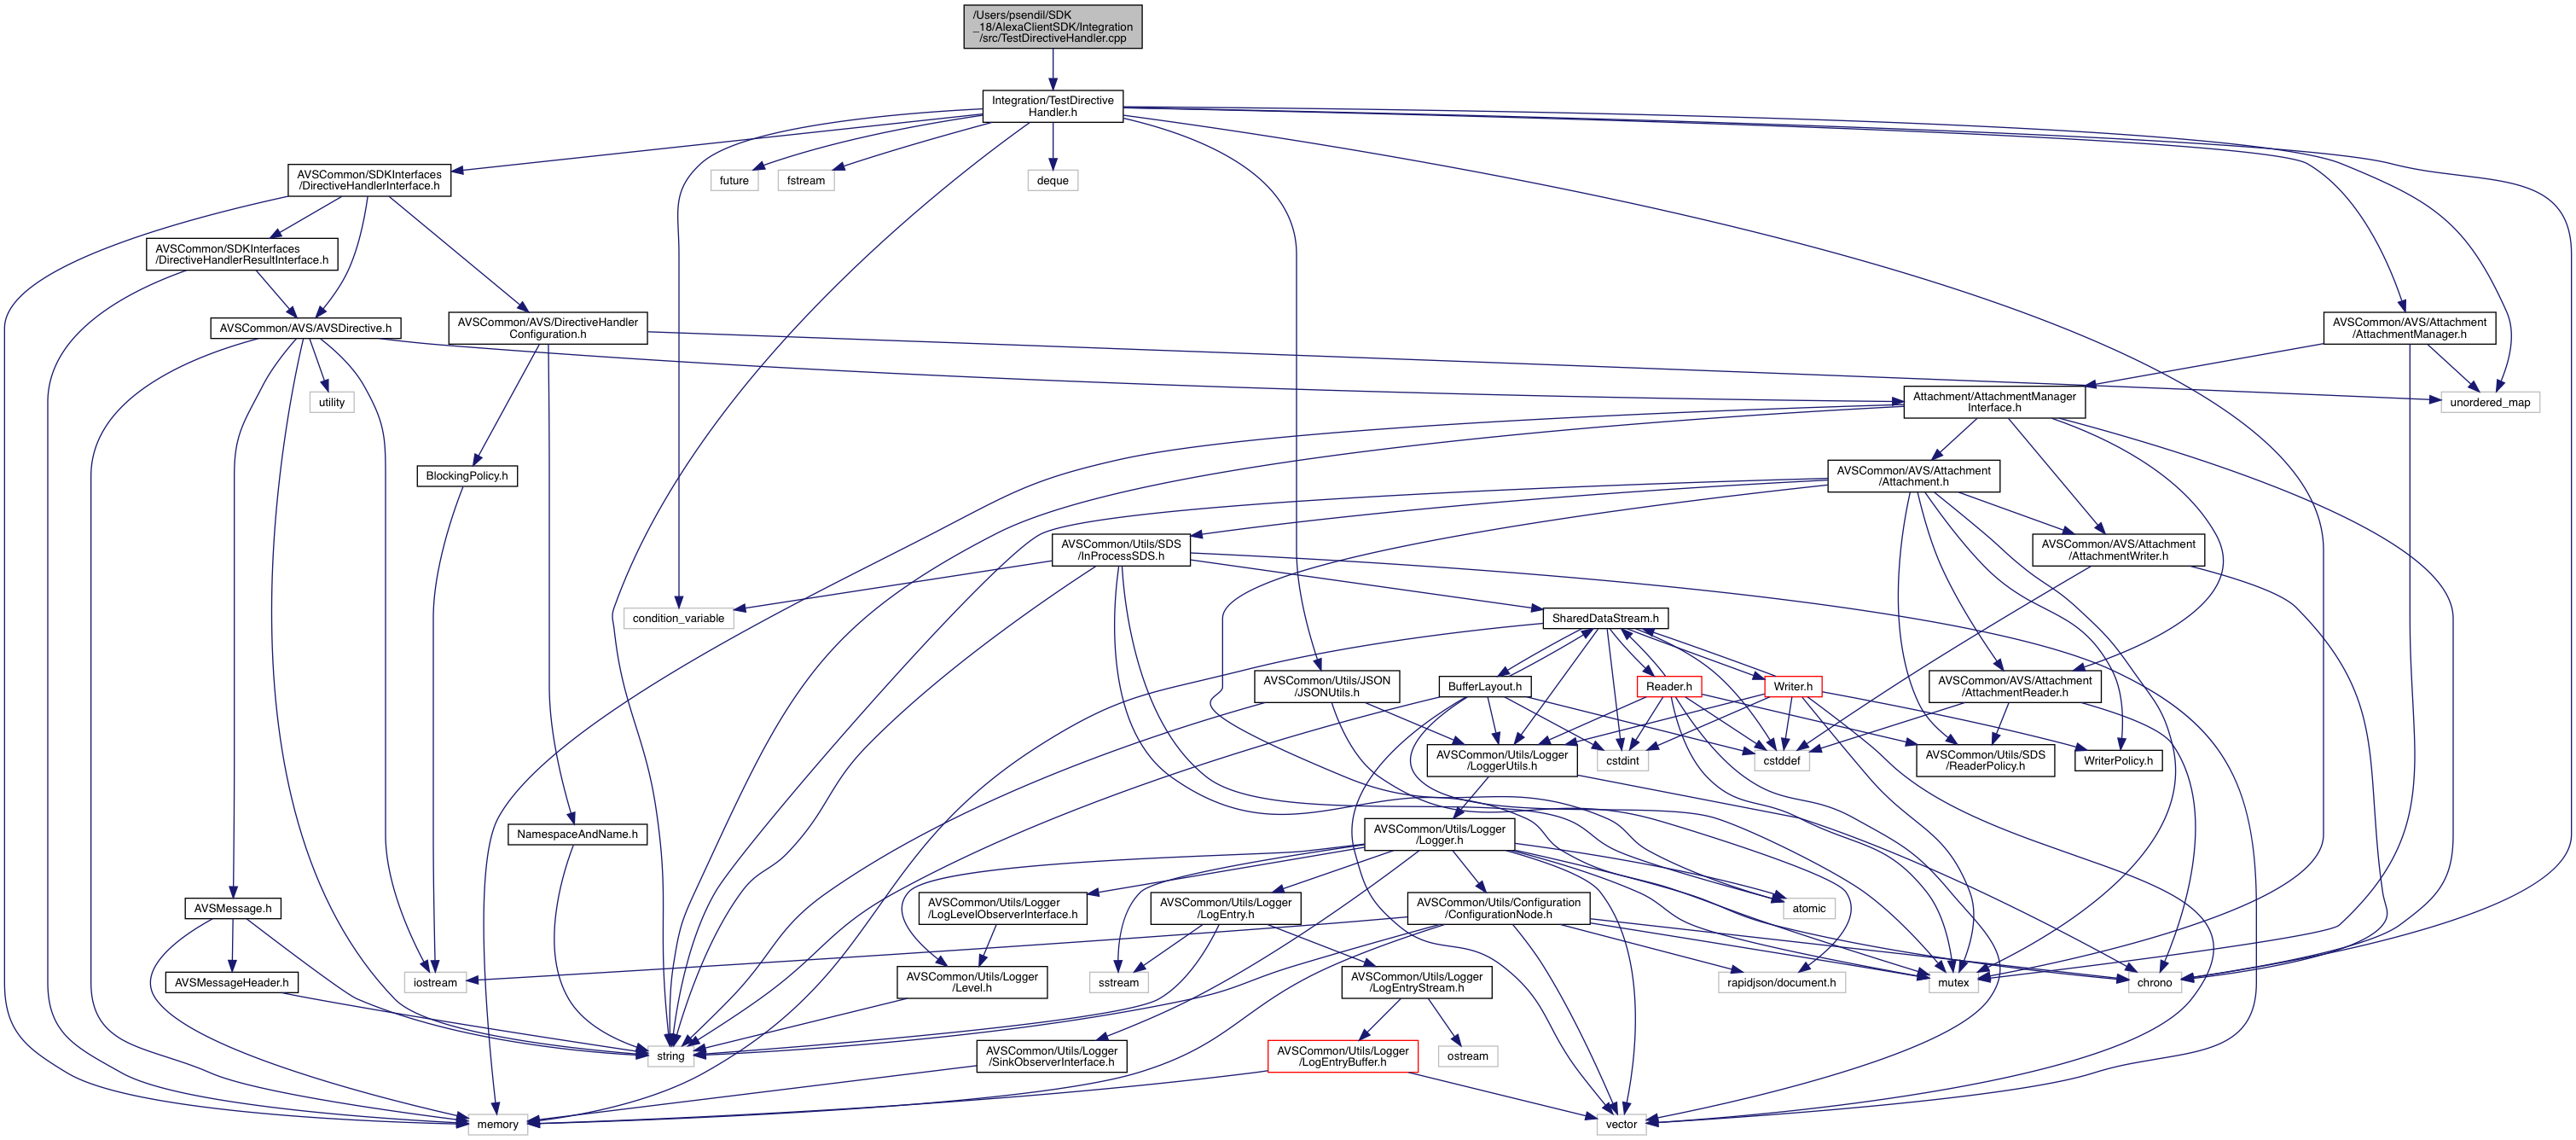 /Users/psendil/SDK
_18/AlexaClientSDK/Integration
/src/TestDirectiveHandler.cpp
Integration/TestDirective
Handler.h
AVSCommon/SDKInterfaces
/DirectiveHandlerInterface.h
future
fstream
deque
AVSCommon/SDKInterfaces
/DirectiveHandlerResultInterface.h
AVSCommon/AVS/AVSDirective.h
AVSCommon/AVS/DirectiveHandler
Configuration.h
AVSCommon/AVS/Attachment
/AttachmentManager.h
utility
Attachment/AttachmentManager
Interface.h
unordered_map
BlockingPolicy.h
AVSCommon/AVS/Attachment
/Attachment.h
AVSCommon/Utils/SDS
/InProcessSDS.h
AVSCommon/AVS/Attachment
/AttachmentWriter.h
condition_variable
SharedDataStream.h
AVSCommon/Utils/JSON
/JSONUtils.h
BufferLayout.h
Reader.h
Writer.h
AVSCommon/AVS/Attachment
/AttachmentReader.h
AVSCommon/Utils/Logger
/LoggerUtils.h
cstdint
cstddef
AVSCommon/Utils/SDS
/ReaderPolicy.h
WriterPolicy.h
NamespaceAndName.h
AVSCommon/Utils/Logger
/Logger.h
AVSMessage.h
AVSCommon/Utils/Logger
/LogLevelObserverInterface.h
AVSCommon/Utils/Logger
/LogEntry.h
AVSCommon/Utils/Configuration
/ConfigurationNode.h
atomic
AVSMessageHeader.h
iostream
AVSCommon/Utils/Logger
/Level.h
sstream
AVSCommon/Utils/Logger
/LogEntryStream.h
rapidjson/document.h
mutex
chrono
string
AVSCommon/Utils/Logger
/SinkObserverInterface.h
AVSCommon/Utils/Logger
/LogEntryBuffer.h
ostream
memory
vector